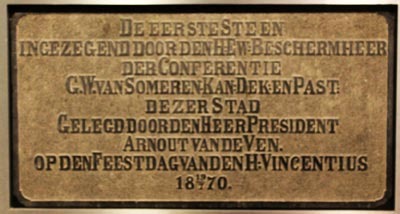 DE EERSTE STEEN
INGEZEGEND DOOR DEN H.EW: BESCHERMHEER
DER CONFERENTIE
G.W. VAN SOMEREN. KAN: DEK: EN PAST:
DEZER STAD
GELEGD DOOR DEN HEER PRESIDENT
ARNOUT VAN DE VEN.
OP DEN FEESTDAG VAN DEN H: VINCENTIUS
18 19/7 70.